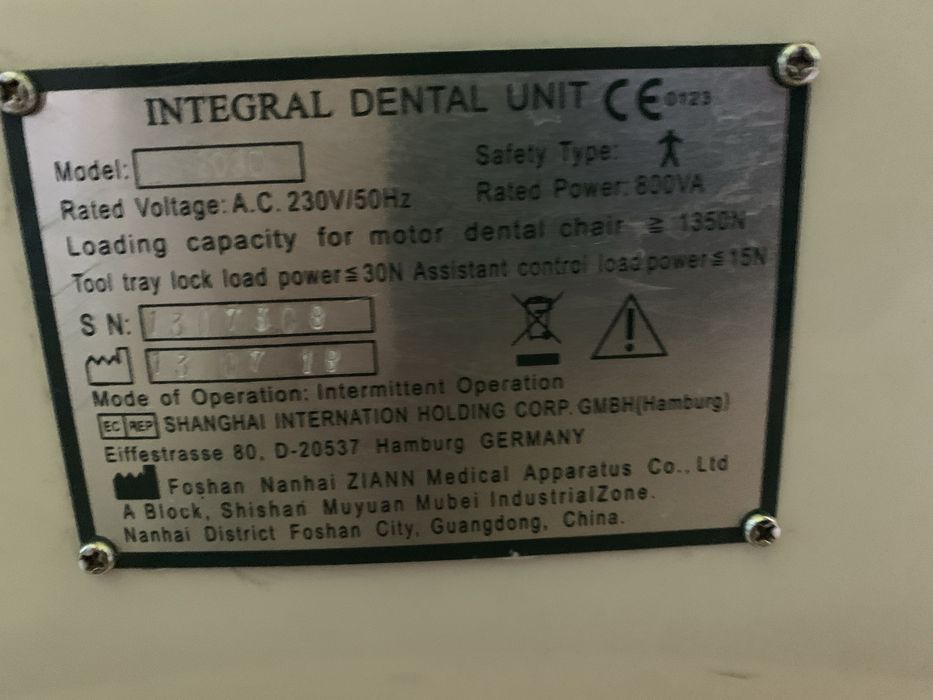 INTEGRAL DENTAL UNIT CE 0123
Model: Safety Type:
Rated Voltage: A.C. 230V/50Hz Rated Power: 800VA
Loading capacity for motor dental chair ≧ 1350N
Tool tray lock load power≦30N Assistant control load power≦15N
S N:
13 07 18
Mode of Operation: Intermittent Operation
EC REP SHANGHAI INTERNATION HOLDING CORP. GMBH(Hamburg)
Eiffestrasse 80, D-20537 Hamburg GERMANY
Foshan Nanhai ZIANN Medical Apparatus Co., Ltd
A Block, Shishan Muyuan Mubei IndustrialZone.
Nanhai District Foshan City, Guangdong, China.